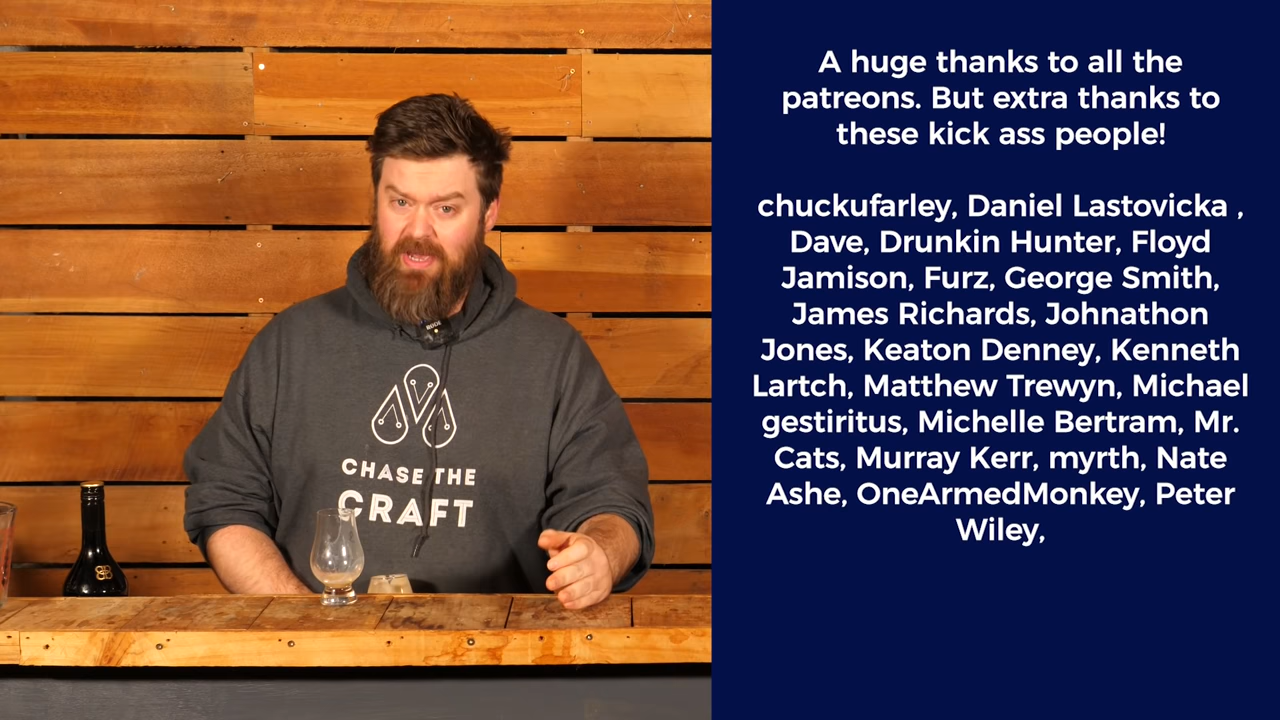 A huge thanks to all the
patreons. But extra thanks to
these kick ass people!
chuckufarley, Daniel Lastovicka ,
Dave, Drunkin Hunter, Floyd
Jamison, Furz, George Smith,
James Richards, Johnathon
Jones, Keaton Denney, Kenneth
Lartch, Matthew Trewyn, Michael
gestiritus, Michelle Bertram, Mr.
Cats, Murray Kerr, myrth, Nate
Ashe, OneArmedMonkey, Peter
Wiley,
RODE
CHASE THE
CRAFT